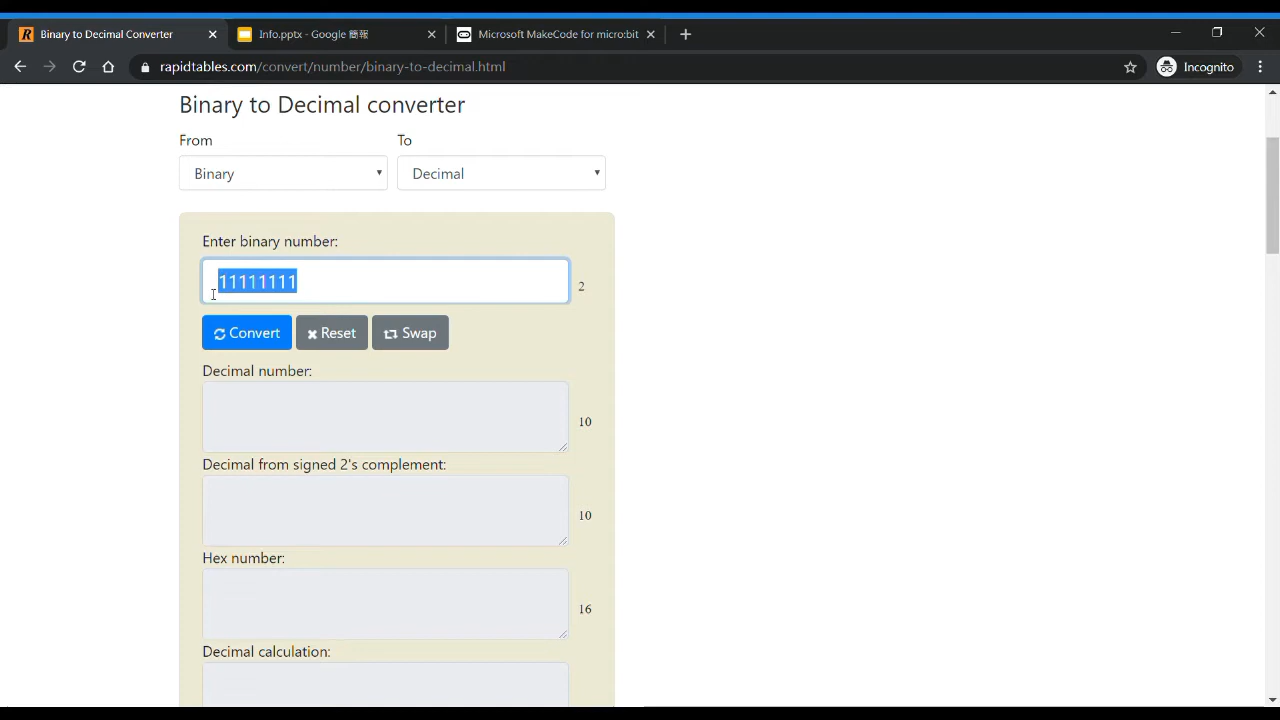 Binary to Decimal Converter
Info.pptx - Google 簡報
Microsoft MakeCode for micro:bit
rapidtables.com/convert/number/binary-to-decimal.html
Incognito
Binary to Decimal converter
From To
Binary Decimal
Enter binary number:
11111111 2
Convert Reset Swap
Decimal number:
10
Decimal from signed 2's complement:
10
Hex number:
16
Decimal calculation: